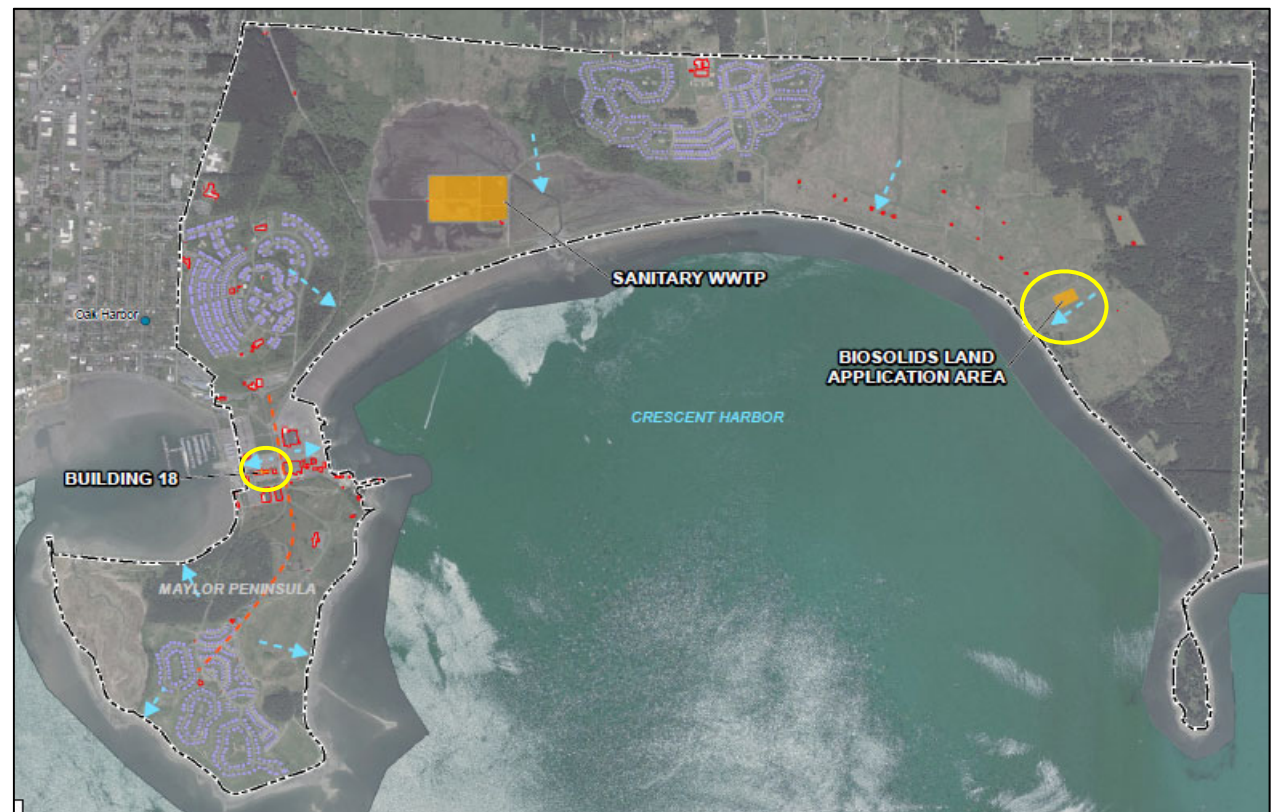 SANITARY WWTP
Oak Harbor
BIOSOLIDS LAND
APPLICATION AREA
CRESCENT HARBOR
BUILDING 18
MAYLOR PENINSULA